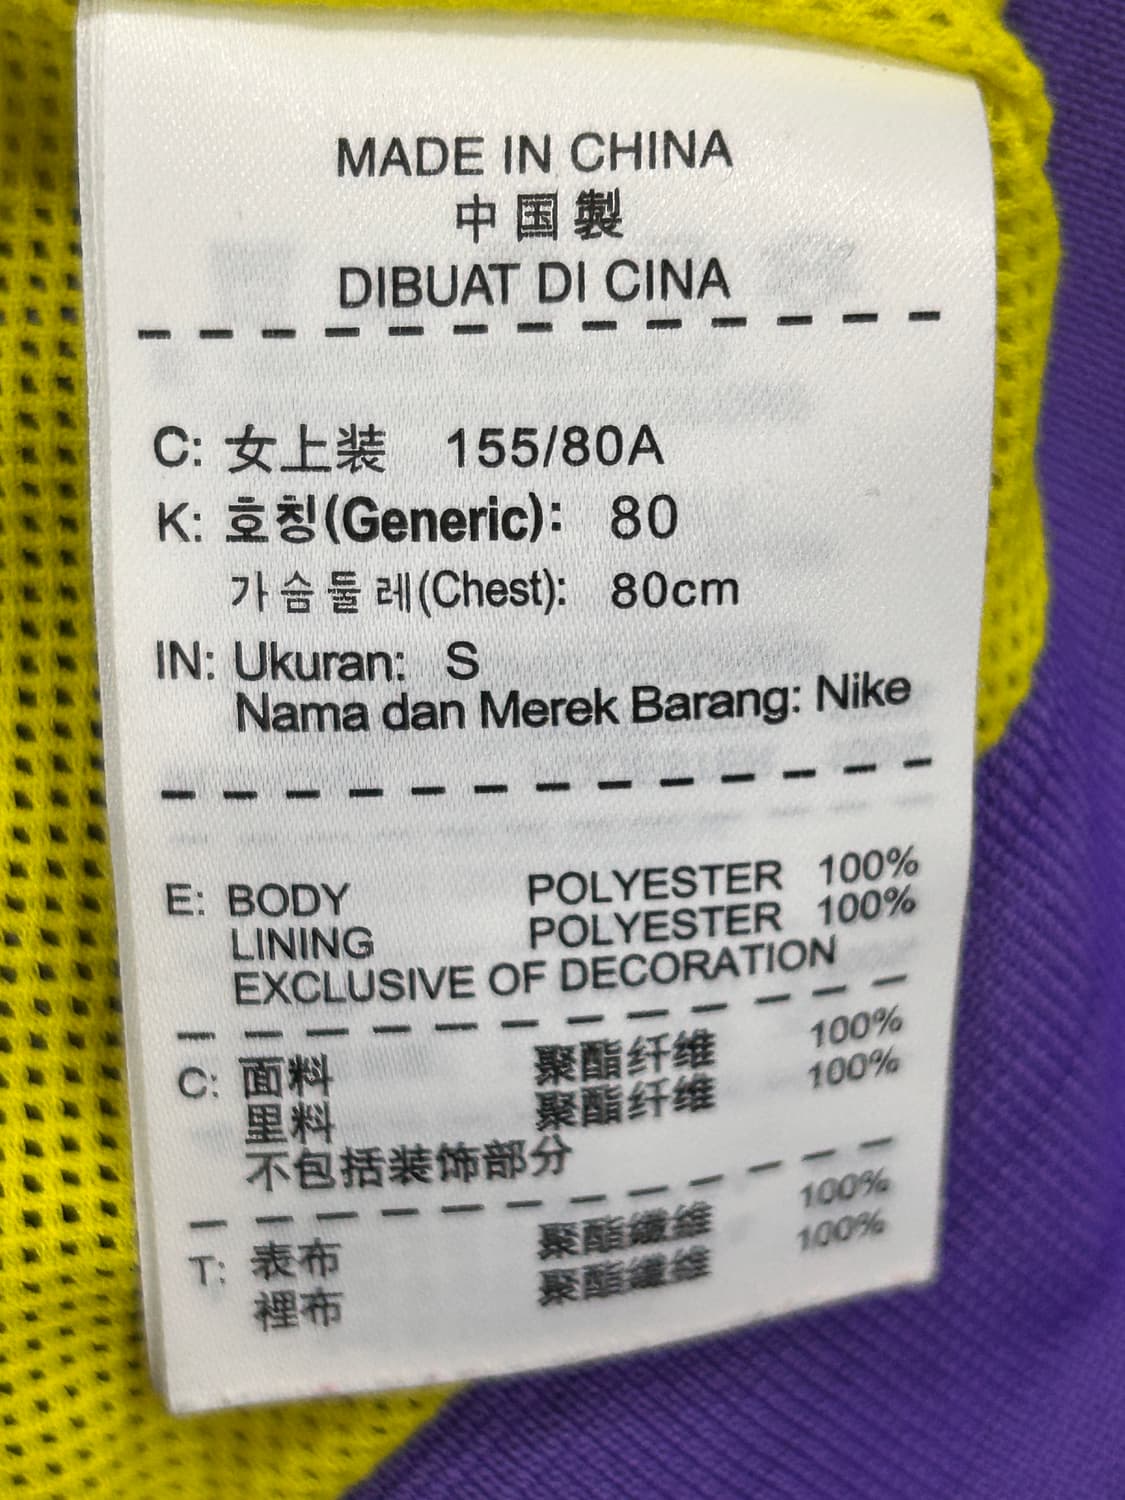 MADE IN CHINA
中国製
DIBUAT DI CINA
C: 女上装 155/80A
K: 호칭(Generic): 80
가슴둘레(Chest): 80cm
IN: Ukuran: S
Nama dan Merek Barang: Nike
E: BODY POLYESTER 100%
LINING POLYESTER 100%
EXCLUSIVE OF DECORATION
C: 面料 聚酯纤维 100%
里料 聚酯纤维 100%
不包括装饰部分
T: 表布 聚酯纖維 100%
裡布 聚酯纖維 100%